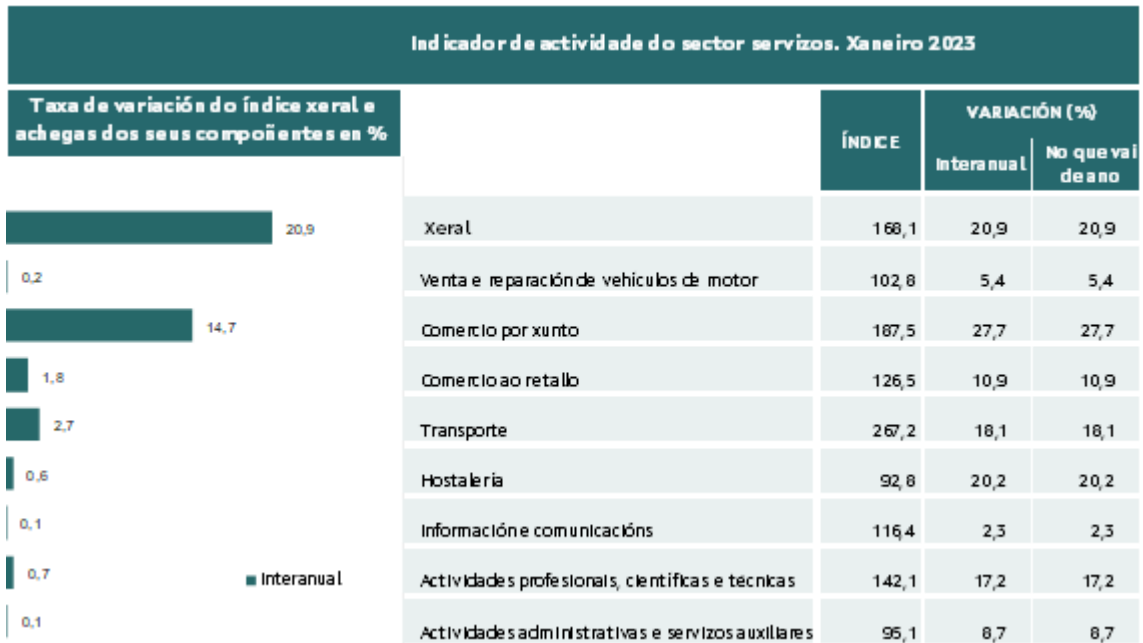 Indicador de actividade do sector servizos. Xaneiro 2023
Taxa de variación do índice xeral e
achegas dos seus compoñentes en %
ÍNDICE
VARIACIÓN (%)
Interanual
No que vai
de ano
20,9 Xeral 168,1 20,9 20,9
0,2 Venta e reparación de vehículos de motor 102,8 5,4 5,4
14,7 Comercio por xunto 187,5 27,7 27,7
1,8 Comercio ao retallo 126,5 10,9 10,9
2,7 Transporte 267,2 18,1 18,1
0,6 Hostalería 92,8 20,2 20,2
0,1 Información e comunicacións 116,4 2,3 2,3
0,7 Interanual Actividades profesionais, científicas e técnicas 142,1 17,2 17,2
0,1 Actividades administrativas e servizos auxiliares 95,1 8,7 8,7